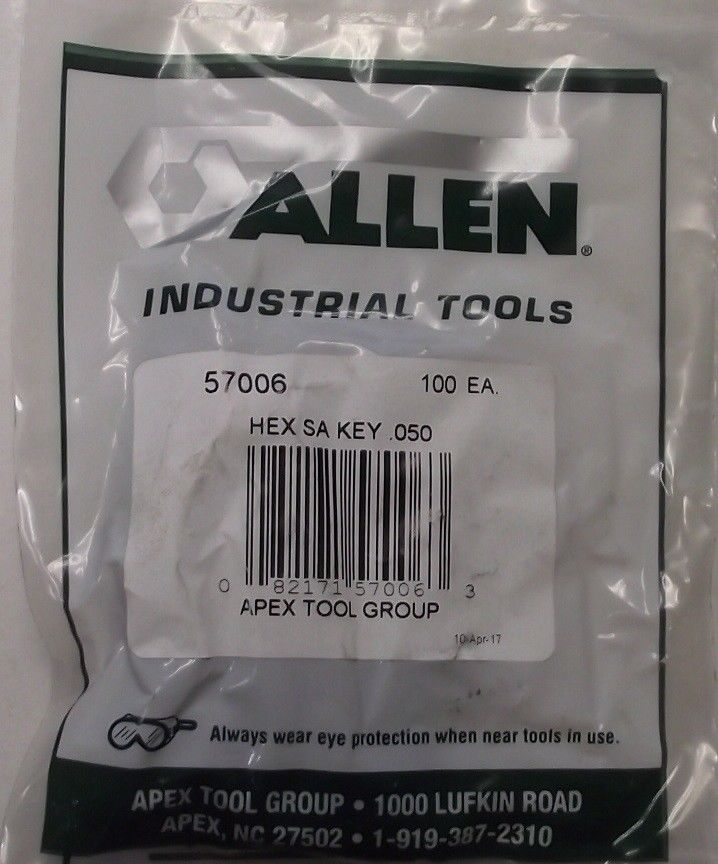 ALLEN®
INDUSTRIAL TOOLS
57006 100 EA.
HEX SA KEY .050
0 82171 57006 3
APEX TOOL GROUP
10-Apr-17
Always wear eye protection when near tools in use.
APEX TOOL GROUP • 1000 LUFKIN ROAD
APEX, NC 27502 • 1-919-387-2310